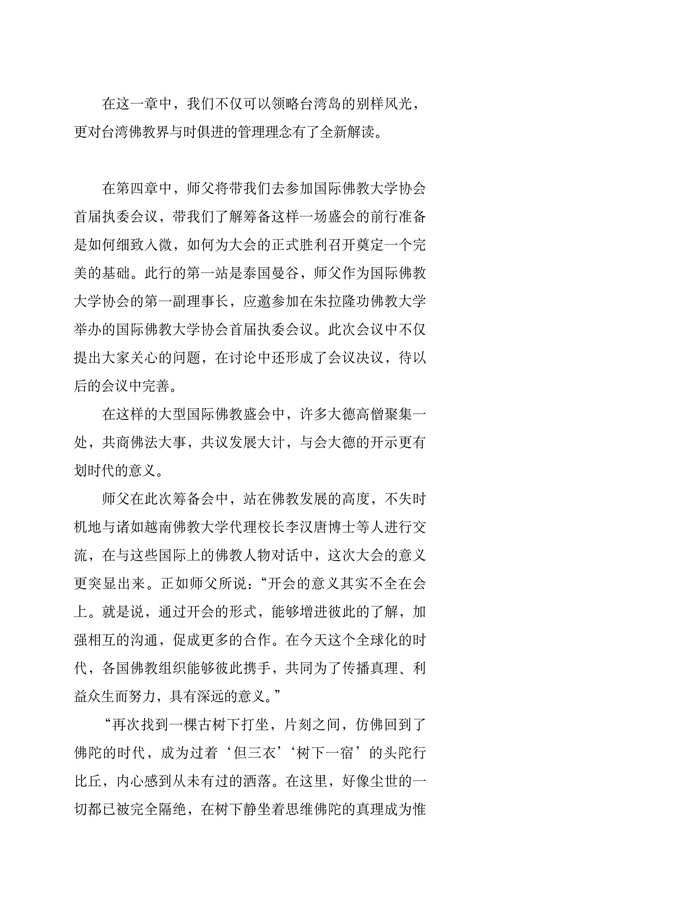 在这一章中，我们不仅可以领略台湾岛的别样风光，
更对台湾佛教界与时俱进的管理理念有了全新解读。
在第四章中，师父将带我们去参加国际佛教大学协会
首届执委会议，带我们了解筹备这样一场盛会的前行准备
是如何细致入微，如何为大会的正式胜利召开奠定一个完
美的基础。此行的第一站是泰国曼谷，师父作为国际佛教
大学协会的第一副理事长，应邀参加在朱拉隆功佛教大学
举办的国际佛教大学协会首届执委会议。此次会议中不仅
提出大家关心的问题，在讨论中还形成了会议决议，待以
后的会议中完善。
在这样的大型国际佛教盛会中，许多大德高僧聚集一
处，共商佛法大事，共议发展大计，与会大德的开示更有
划时代的意义。
师父在此次筹备会中，站在佛教发展的高度，不失时
机地与诸如越南佛教大学代理校长李汉唐博士等人进行交
流，在与这些国际上的佛教人物对话中，这次大会的意义
更突显出来。正如师父所说：“开会的意义其实不全在会
上。就是说，通过开会的形式，能够增进彼此的了解，加
强相互的沟通，促成更多的合作。在今天这个全球化的时
代，各国佛教组织能够彼此携手，共同为了传播真理、利
益众生而努力，具有深远的意义。”
“再次找到一棵古树下打坐，片刻之间，仿佛回到了
佛陀的时代，成为过着‘但三衣’‘树下一宿’的头陀行
比丘，内心感到从未有过的洒落。在这里，好像尘世的一
切都已被完全隔绝，在树下静坐着思维佛陀的真理成为惟